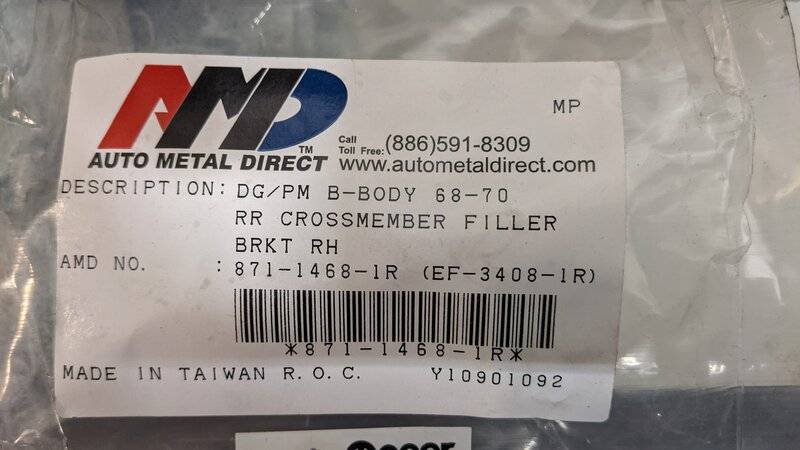 AMD
MP
TM
Call
Toll Free: (886)591-8309
AUTO METAL DIRECT www.autometaldirect.com
DESCRIPTION: DG/PM B-BODY 68-70
RR CROSSMEMBER FILLER
BRKT RH
AMD NO. : 871-1468-1R (EF-3408-1R)
*871-1468-1R*
MADE IN TAIWAN R.O.C. Y10901092